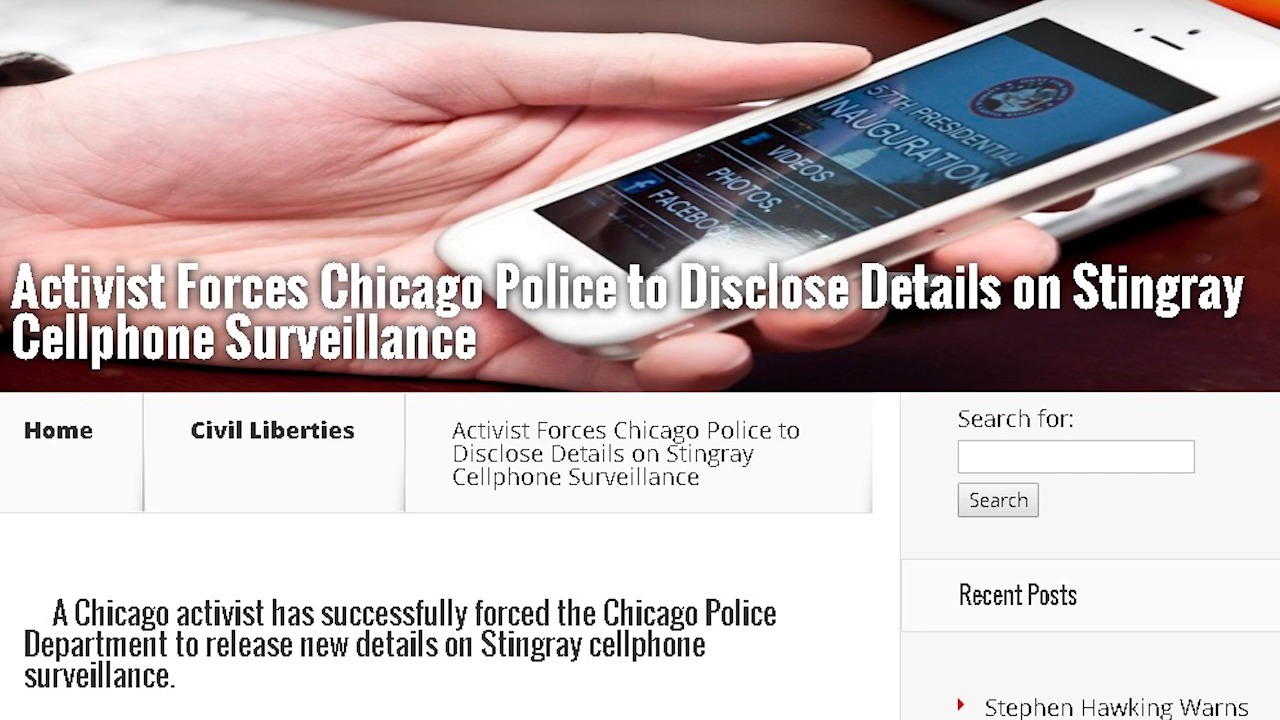 57TH PRESIDENTIAL
INAUGURATION
VIDEOS
PHOTOS,
Activist Forces Chicago Police to Disclose Details on Stingray
Cellphone Surveillance
Home
Civil Liberties
Activist Forces Chicago Police to
Disclose Details on Stingray
Cellphone Surveillance
Search for:
Search
Recent Posts
A Chicago activist has successfully forced the Chicago Police
Department to release new details on Stingray cellphone
surveillance.
Stephen Hawking Warns